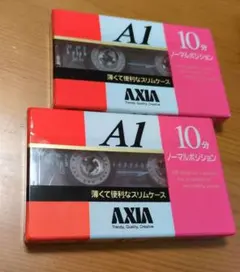 A1
10分
ノーマルポジション
薄くて便利なスリムケース
AXIA
Trendy, Quality, Creative
A1
10分
ノーマルポジション
薄くて便利なスリムケース
AXIA
Trendy, Quality, Creative